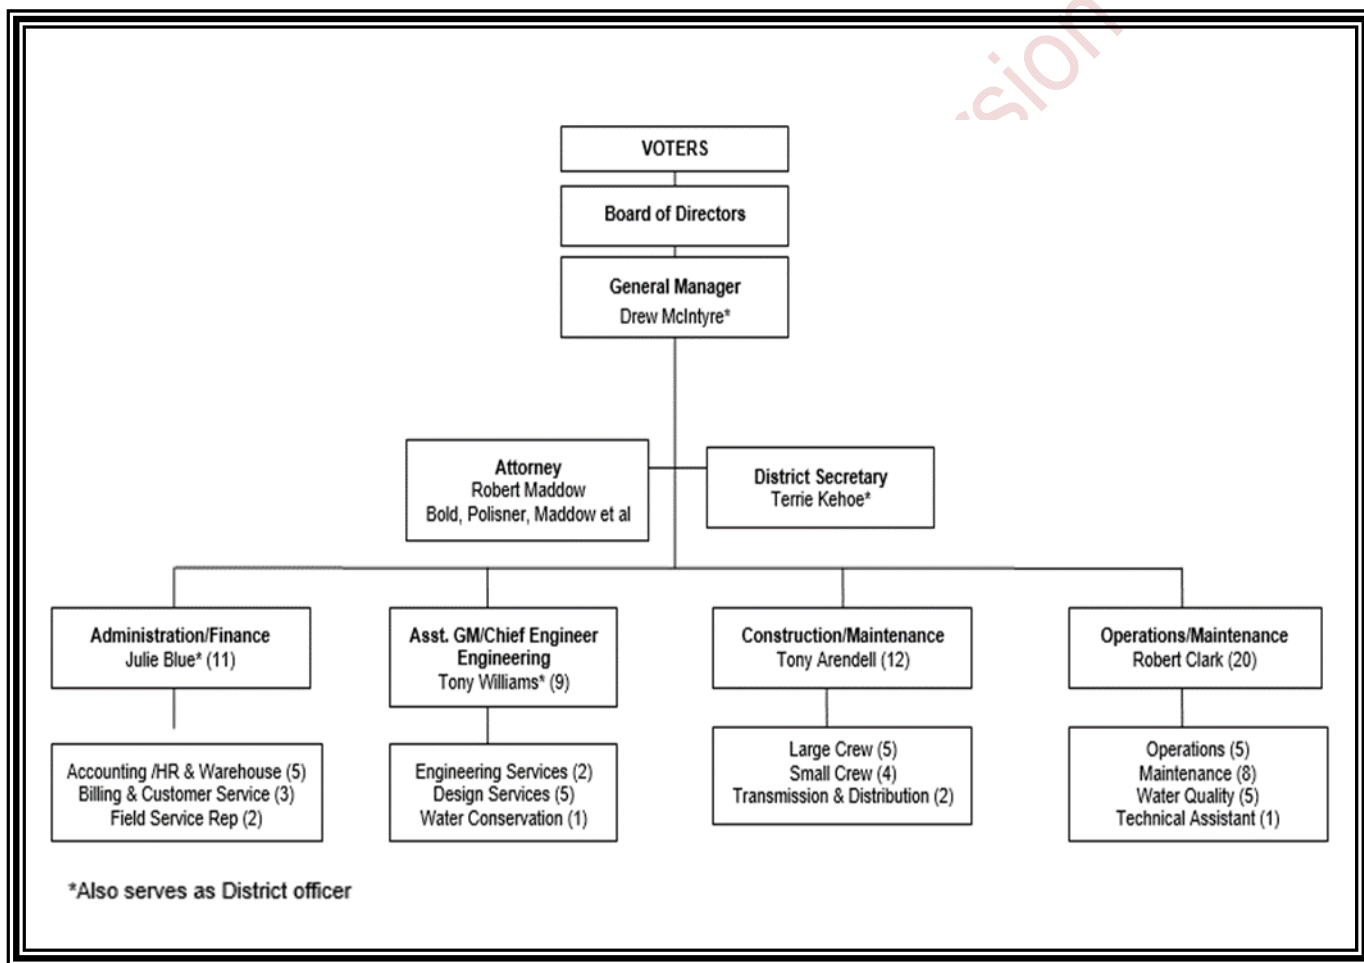 rsion
VOTERS
Board of Directors
General Manager
Drew McIntyre*
Attorney
Robert Maddow
Bold, Polisner, Maddow et al
District Secretary
Terrie Kehoe*
Administration/Finance
Julie Blue* (11)
Asst. GM/Chief Engineer
Engineering
Tony Williams* (9)
Construction/Maintenance
Tony Arendell (12)
Operations/Maintenance
Robert Clark (20)
Accounting /HR & Warehouse (5)
Billing & Customer Service (3)
Field Service Rep (2)
Engineering Services (2)
Design Services (5)
Water Conservation (1)
Large Crew (5)
Small Crew (4)
Transmission & Distribution (2)
Operations (5)
Maintenance (8)
Water Quality (5)
Technical Assistant (1)
*Also serves as District officer